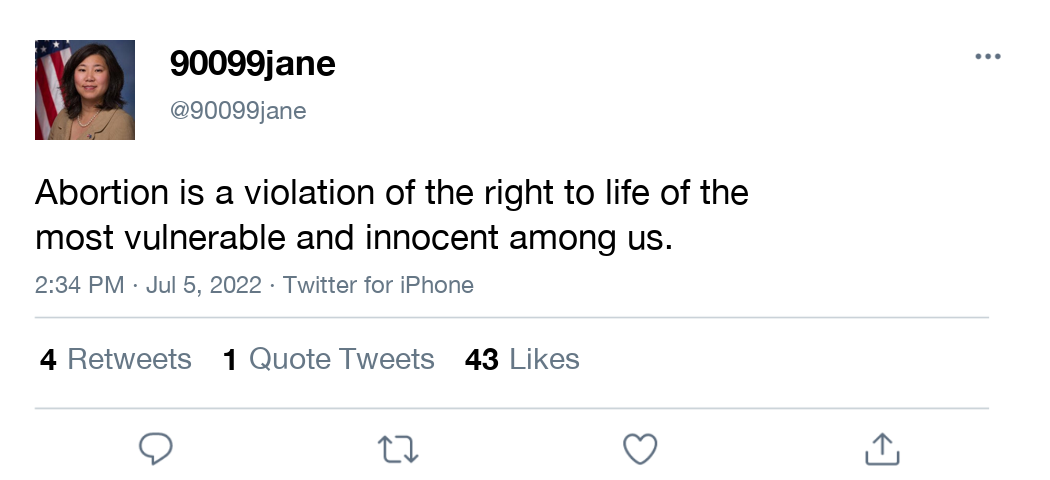 90099jane
@90099jane
Abortion is a violation of the right to life of the
most vulnerable and innocent among us.
2:34 PM · Jul 5, 2022 · Twitter for iPhone
4 Retweets 1 Quote Tweets 43 Likes